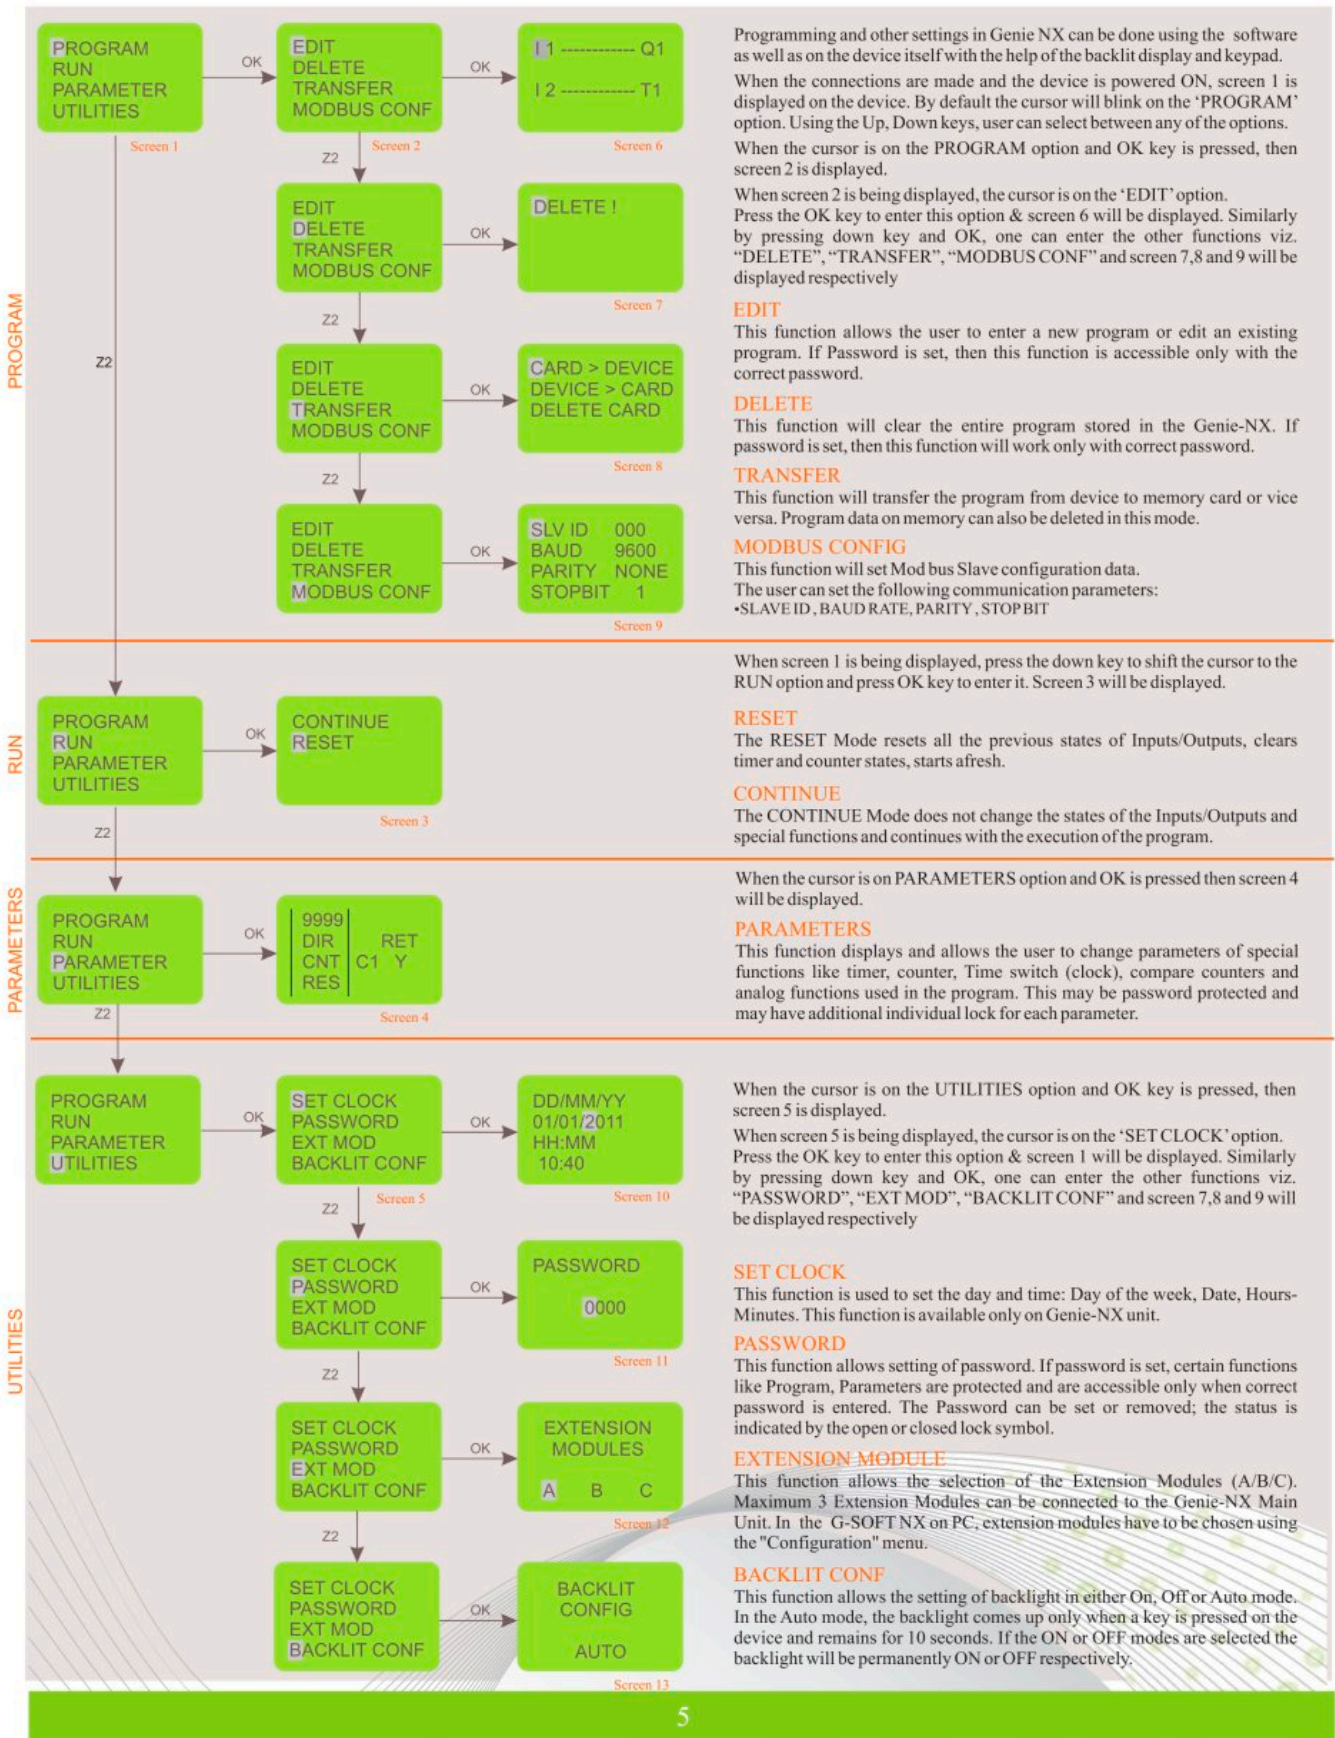 PROGRAM
RUN
PARAMETER
UTILITIES
Screen 1
OK
EDIT
DELETE
TRANSFER
MODBUS CONF
Screen 2
OK
I 1 ------------ Q1
I 2 ------------ T1
Screen 6
Z2
EDIT
DELETE
TRANSFER
MODBUS CONF
OK
DELETE !
Screen 7
Z2
EDIT
DELETE
TRANSFER
MODBUS CONF
OK
CARD > DEVICE
DEVICE > CARD
DELETE CARD
Screen 8
Z2
EDIT
DELETE
TRANSFER
MODBUS CONF
OK
SLV ID 000
BAUD 9600
PARITY NONE
STOPBIT 1
Screen 9
Z2
PROGRAM
Programming and other settings in Genie NX can be done using the software
as well as on the device itself with the help of the backlit display and keypad.
When the connections are made and the device is powered ON, screen 1 is
displayed on the device. By default the cursor will blink on the ‘PROGRAM’
option. Using the Up, Down keys, user can select between any of the options.
When the cursor is on the PROGRAM option and OK key is pressed, then
screen 2 is displayed.
When screen 2 is being displayed, the cursor is on the ‘EDIT’ option.
Press the OK key to enter this option & screen 6 will be displayed. Similarly
by pressing down key and OK, one can enter the other functions viz.
“DELETE”, “TRANSFER”, “MODBUS CONF” and screen 7,8 and 9 will be
displayed respectively
EDIT
This function allows the user to enter a new program or edit an existing
program. If Password is set, then this function is accessible only with the
correct password.
DELETE
This function will clear the entire program stored in the Genie-NX. If
password is set, then this function will work only with correct password.
TRANSFER
This function will transfer the program from device to memory card or vice
versa. Program data on memory can also be deleted in this mode.
MODBUS CONFIG
This function will set Mod bus Slave configuration data.
The user can set the following communication parameters:
•SLAVE ID , BAUD RATE, PARITY , STOP BIT
RUN
PROGRAM
RUN
PARAMETER
UTILITIES
OK
CONTINUE
RESET
Screen 3
Z2
When screen 1 is being displayed, press the down key to shift the cursor to the
RUN option and press OK key to enter it. Screen 3 will be displayed.
RESET
The RESET Mode resets all the previous states of Inputs/Outputs, clears
timer and counter states, starts afresh.
CONTINUE
The CONTINUE Mode does not change the states of the Inputs/Outputs and
special functions and continues with the execution of the program.
PARAMETERS
PROGRAM
RUN
PARAMETER
UTILITIES
OK
9999
DIR RET
CNT C1 Y
RES
Screen 4
Z2
When the cursor is on PARAMETERS option and OK is pressed then screen 4
will be displayed.
PARAMETERS
This function displays and allows the user to change parameters of special
functions like timer, counter, Time switch (clock), compare counters and
analog functions used in the program. This may be password protected and
may have additional individual lock for each parameter.
UTILITIES
PROGRAM
RUN
PARAMETER
UTILITIES
OK
SET CLOCK
PASSWORD
EXT MOD
BACKLIT CONF
Screen 5
OK
DD/MM/YY
01/01/2011
HH:MM
10:40
Screen 10
Z2
SET CLOCK
PASSWORD
EXT MOD
BACKLIT CONF
OK
PASSWORD
0000
Screen 11
Z2
SET CLOCK
PASSWORD
EXT MOD
BACKLIT CONF
OK
EXTENSION
MODULES
A B C
Screen 12
Z2
SET CLOCK
PASSWORD
EXT MOD
BACKLIT CONF
OK
BACKLIT
CONFIG
AUTO
Screen 13
When the cursor is on the UTILITIES option and OK key is pressed, then
screen 5 is displayed.
When screen 5 is being displayed, the cursor is on the ‘SET CLOCK’ option.
Press the OK key to enter this option & screen 1 will be displayed. Similarly
by pressing down key and OK, one can enter the other functions viz.
“PASSWORD”, “EXT MOD”, “BACKLIT CONF” and screen 7,8 and 9 will
be displayed respectively
SET CLOCK
This function is used to set the day and time: Day of the week, Date, Hours-
Minutes. This function is available only on Genie-NX unit.
PASSWORD
This function allows setting of password. If password is set, certain functions
like Program, Parameters are protected and are accessible only when correct
password is entered. The Password can be set or removed; the status is
indicated by the open or closed lock symbol.
EXTENSION MODULE
This function allows the selection of the Extension Modules (A/B/C).
Maximum 3 Extension Modules can be connected to the Genie-NX Main
Unit. In the G-SOFT NX on PC, extension modules have to be chosen using
the "Configuration" menu.
BACKLIT CONF
This function allows the setting of backlight in either On, Off or Auto mode.
In the Auto mode, the backlight comes up only when a key is pressed on the
device and remains for 10 seconds. If the ON or OFF modes are selected the
backlight will be permanently ON or OFF respectively.
5